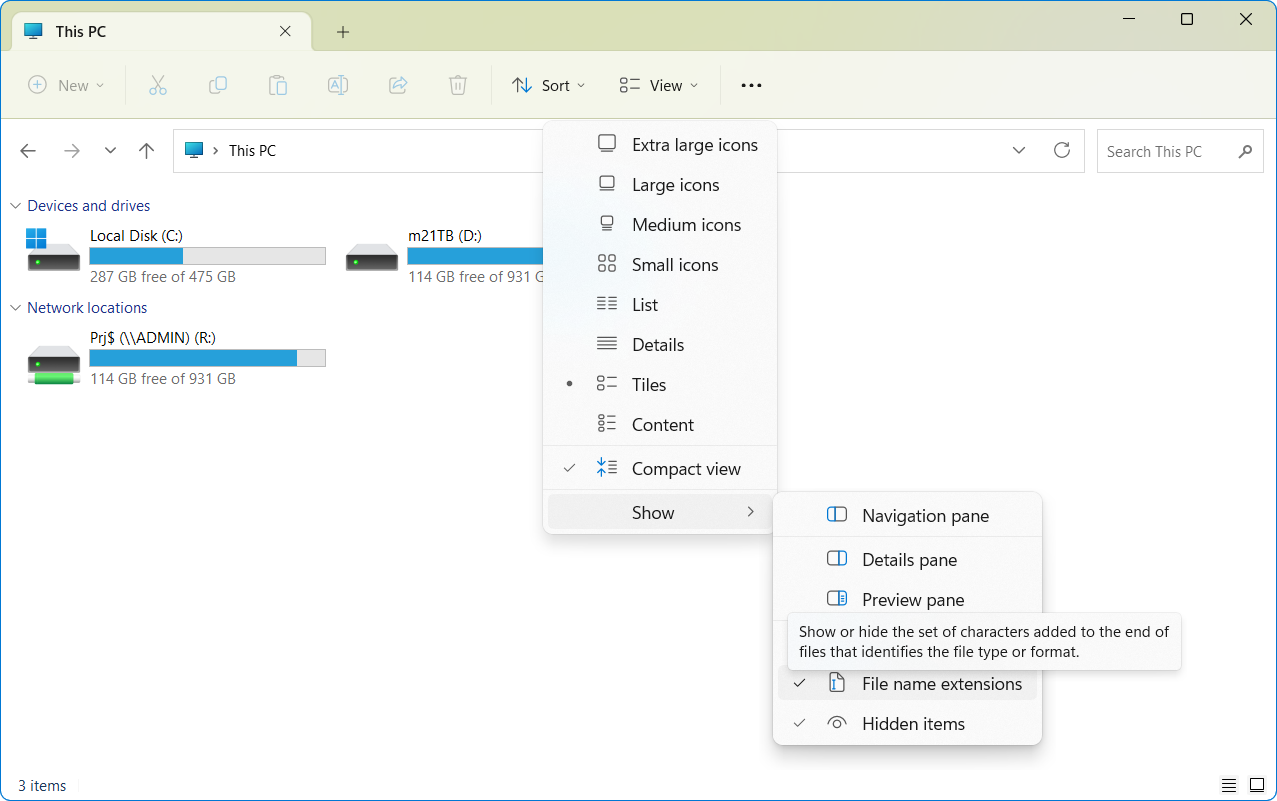 This PC
New
Sort
View
This PC
Search This PC
Devices and drives
Local Disk (C:)
287 GB free of 475 GB
m21TB (D:)
114 GB free of 931 G
Network locations
Prj$ (\\ADMIN) (R:)
114 GB free of 931 GB
Extra large icons
Large icons
Medium icons
Small icons
List
Details
Tiles
Content
Compact view
Show
Navigation pane
Details pane
Preview pane
Show or hide the set of characters added to the end of
files that identifies the file type or format.
File name extensions
Hidden items
3 items